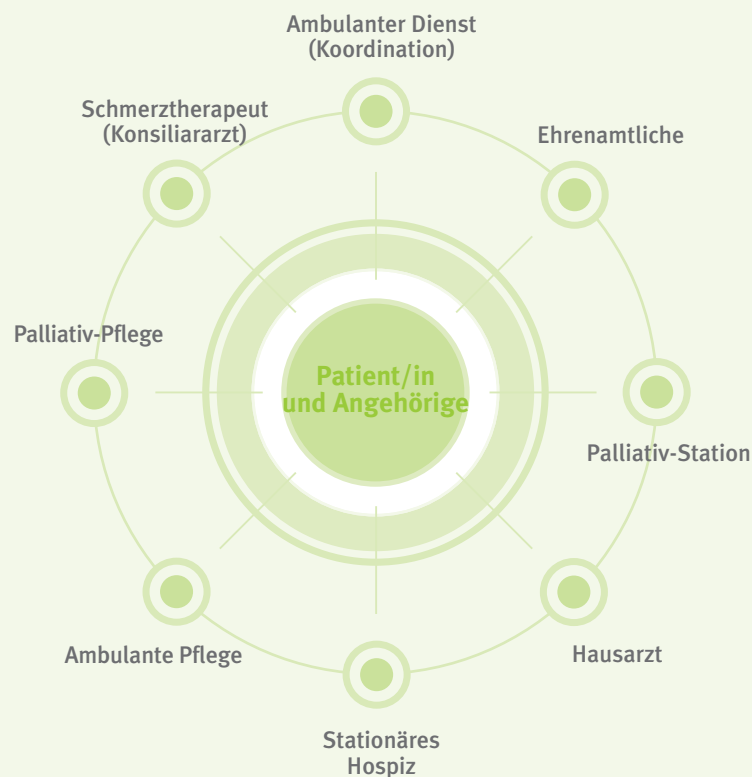 Ambulanter Dienst
(Koordination)
Schmerztherapeut
(Konsiliararzt)
Ehrenamtliche
Palliativ-Pflege
Patient/in
und Angehörige
Palliativ-Station
Ambulante Pflege
Hausarzt
Stationäres
Hospiz